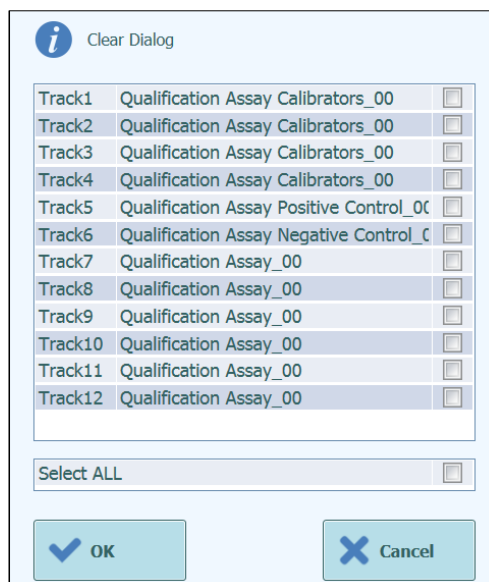 Clear Dialog
Track1 Qualification Assay Calibrators_00
Track2 Qualification Assay Calibrators_00
Track3 Qualification Assay Calibrators_00
Track4 Qualification Assay Calibrators_00
Track5 Qualification Assay Positive Control_0
Track6 Qualification Assay Negative Control_
Track7 Qualification Assay_00
Track8 Qualification Assay_00
Track9 Qualification Assay_00
Track10 Qualification Assay_00
Track11 Qualification Assay_00
Track12 Qualification Assay_00
Select ALL
OK Cancel